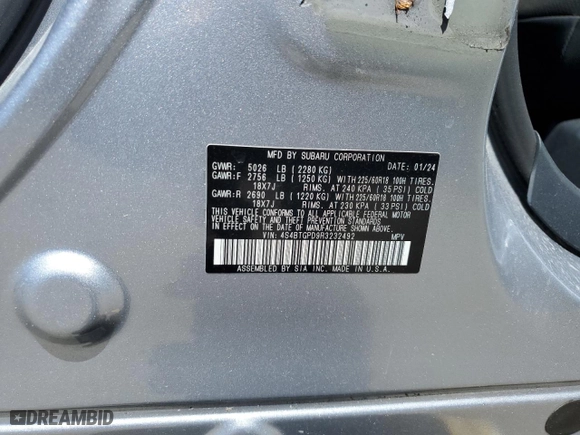 MFD BY SUBARU CORPORATION DATE: 01/24
GWVR: 5026 LB (2280 KG)
GAWR:F 2756 LB (1250 KG) WITH 225/60R18 100H TIRES.
18X7J RIMS. AT 240 KPA (35 PSI) COLD
GAWR:R 2690 LB (1220 KG) WITH 225/60R18 100H TIRES.
18X7J RIMS. AT 230 KPA (33 PSI) COLD
THIS VEHICLE CONFORMS TO ALL APPLICABLE FEDERAL MOTOR
VEHICLE SAFETY AND THEFT PREVENTION STANDARDS IN EFFECT
ON THE DATE OF MANUFACTURE SHOWN ABOVE.
VIN: 4S4BTGPD9R3232492 MPV
ASSEMBLED BY SIA INC. MADE IN U.S.A.
DREAMBID